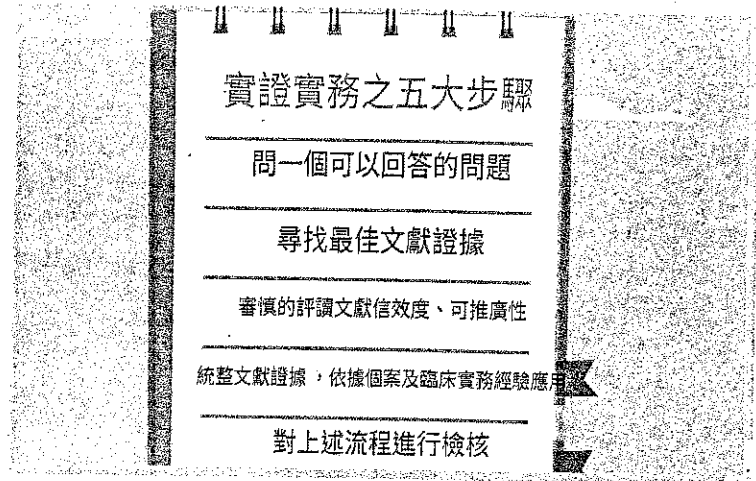 實證實務之五大步驟
問一個可以回答的問題
尋找最佳文獻證據
審慎的評讀文獻信效度、可推廣性
統整文獻證據，依據個案及臨床實務經驗應用
對上述流程進行檢核